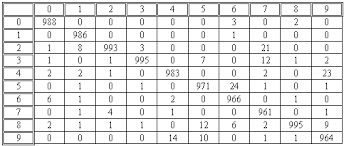 0 1 2 3 4 5 6 7 8 9
0 988 0 0 0 0 0 3 0 2 0
1 0 986 0 0 0 0 1 0 0 0
2 1 8 993 3 0 0 0 21 0 0
3 1 0 1 995 0 7 0 12 1 2
4 2 2 1 0 983 0 0 2 0 23
5 0 1 0 1 0 971 24 1 0 1
6 6 1 0 0 2 0 966 0 1 0
7 0 1 4 0 1 0 0 961 0 1
8 2 1 1 1 0 12 6 2 995 9
9 0 0 0 0 14 10 0 1 1 964